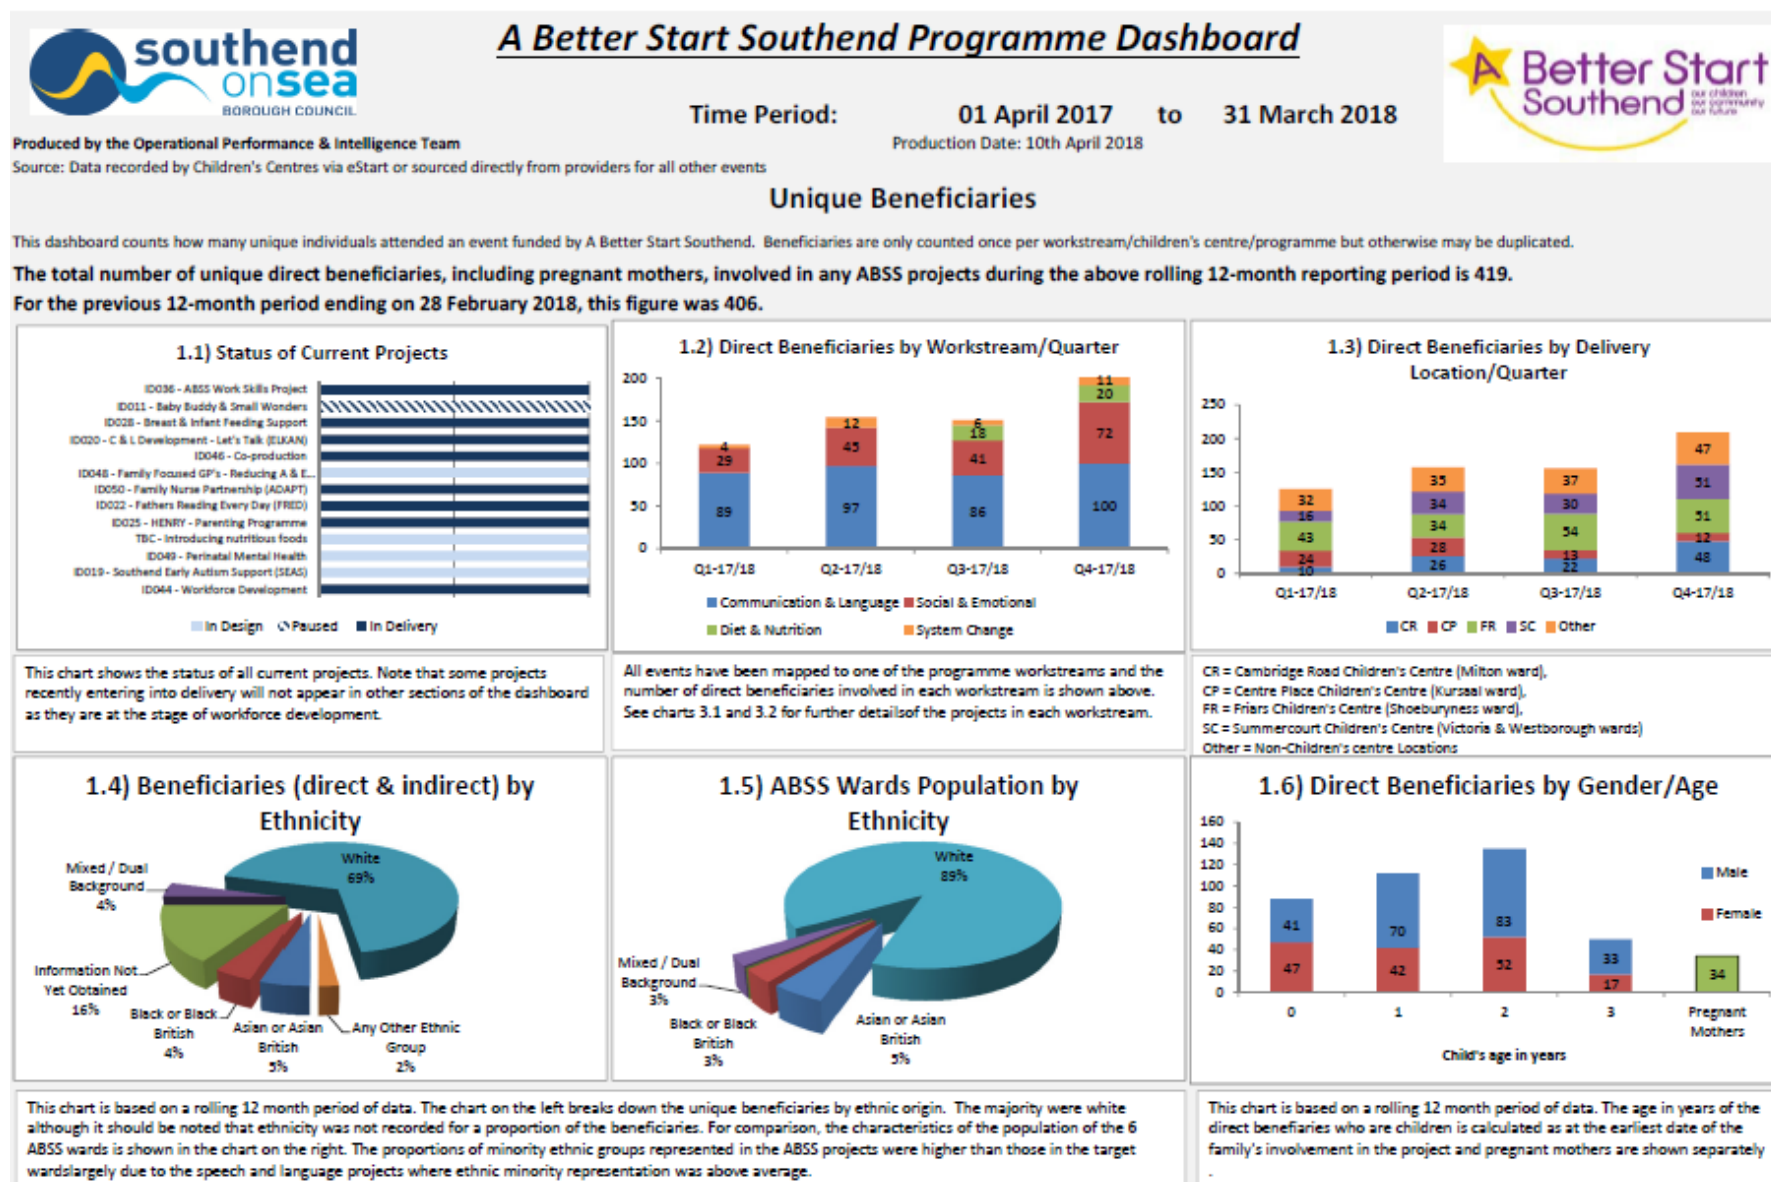 southend
onsea
BOROUGH COUNCIL
A Better Start Southend Programme Dashboard
A Better Start
Southend
our children
our community
our future
Time Period: 01 April 2017 to 31 March 2018
Produced by the Operational Performance & Intelligence Team
Production Date: 10th April 2018
Source: Data recorded by Children's Centres via eStart or sourced directly from providers for all other events
Unique Beneficiaries
This dashboard counts how many unique individuals attended an event funded by A Better Start Southend. Beneficiaries are only counted once per workstream/children's centre/programme but otherwise may be duplicated.
The total number of unique direct beneficiaries, including pregnant mothers, involved in any ABSS projects during the above rolling 12-month reporting period is 419.
For the previous 12-month period ending on 28 February 2018, this figure was 406.
1.1) Status of Current Projects
ID036 - ABSS Work Skills Project
ID011 - Baby Buddy & Small Wonders
ID028 - Breast & Infant Feeding Support
ID020 - C & L Development - Let's Talk (ELKAN)
ID046 - Co-production
ID048 - Family Focused GP's - Reducing A & E...
ID050 - Family Nurse Partnership (ADAPT)
ID022 - Fathers Reading Every Day (FRED)
ID025 - HENRY - Parenting Programme
TBC - Introducing nutritious foods
ID049 - Perinatal Mental Health
ID019 - Southend Early Autism Support (SEAS)
ID044 - Workforce Development
In Design Paused In Delivery
This chart shows the status of all current projects. Note that some projects
recently entering into delivery will not appear in other sections of the dashboard
as they are at the stage of workforce development.
1.2) Direct Beneficiaries by Workstream/Quarter
200
150
100
50
0
4
29
89
12
45
97
6
18
41
86
11
20
72
100
Q1-17/18 Q2-17/18 Q3-17/18 Q4-17/18
Communication & Language Social & Emotional
Diet & Nutrition System Change
All events have been mapped to one of the programme workstreams and the
number of direct beneficiaries involved in each workstream is shown above.
See charts 3.1 and 3.2 for further detailsof the projects in each workstream.
1.3) Direct Beneficiaries by Delivery
Location/Quarter
250
200
150
100
50
0
32
16
43
24
10
35
34
34
28
26
37
30
54
13
22
47
51
51
12
48
Q1-17/18 Q2-17/18 Q3-17/18 Q4-17/18
CR CP FR SC Other
CR = Cambridge Road Children's Centre (Milton ward),
CP = Centre Place Children's Centre (Kursaal ward),
FR = Friars Children's Centre (Shoeburyness ward),
SC = Summercourt Children's Centre (Victoria & Westborough wards)
Other = Non-Children's centre Locations
1.4) Beneficiaries (direct & indirect) by
Ethnicity
White
69%
Mixed / Dual
Background
4%
Information Not
Yet Obtained
16%
Black or Black
British
4%
Asian or Asian
British
5%
Any Other Ethnic
Group
2%
1.5) ABSS Wards Population by
Ethnicity
White
89%
Mixed / Dual
Background
3%
Black or Black
British
3%
Asian or Asian
British
5%
1.6) Direct Beneficiaries by Gender/Age
160
140
120
100
80
60
40
20
0
41
47
70
42
83
52
33
17
34
Male
Female
0 1 2 3 Pregnant
Mothers
Child's age in years
This chart is based on a rolling 12 month period of data. The chart on the left breaks down the unique beneficiaries by ethnic origin. The majority were white
although it should be noted that ethnicity was not recorded for a proportion of the beneficiaries. For comparison, the characteristics of the population of the 6
ABSS wards is shown in the chart on the right. The proportions of minority ethnic groups represented in the ABSS projects were higher than those in the target
wardslargely due to the speech and language projects where ethnic minority representation was above average.
This chart is based on a rolling 12 month period of data. The age in years of the
direct benefiaries who are children is calculated as at the earliest date of the
family's involvement in the project and pregnant mothers are shown separately
.